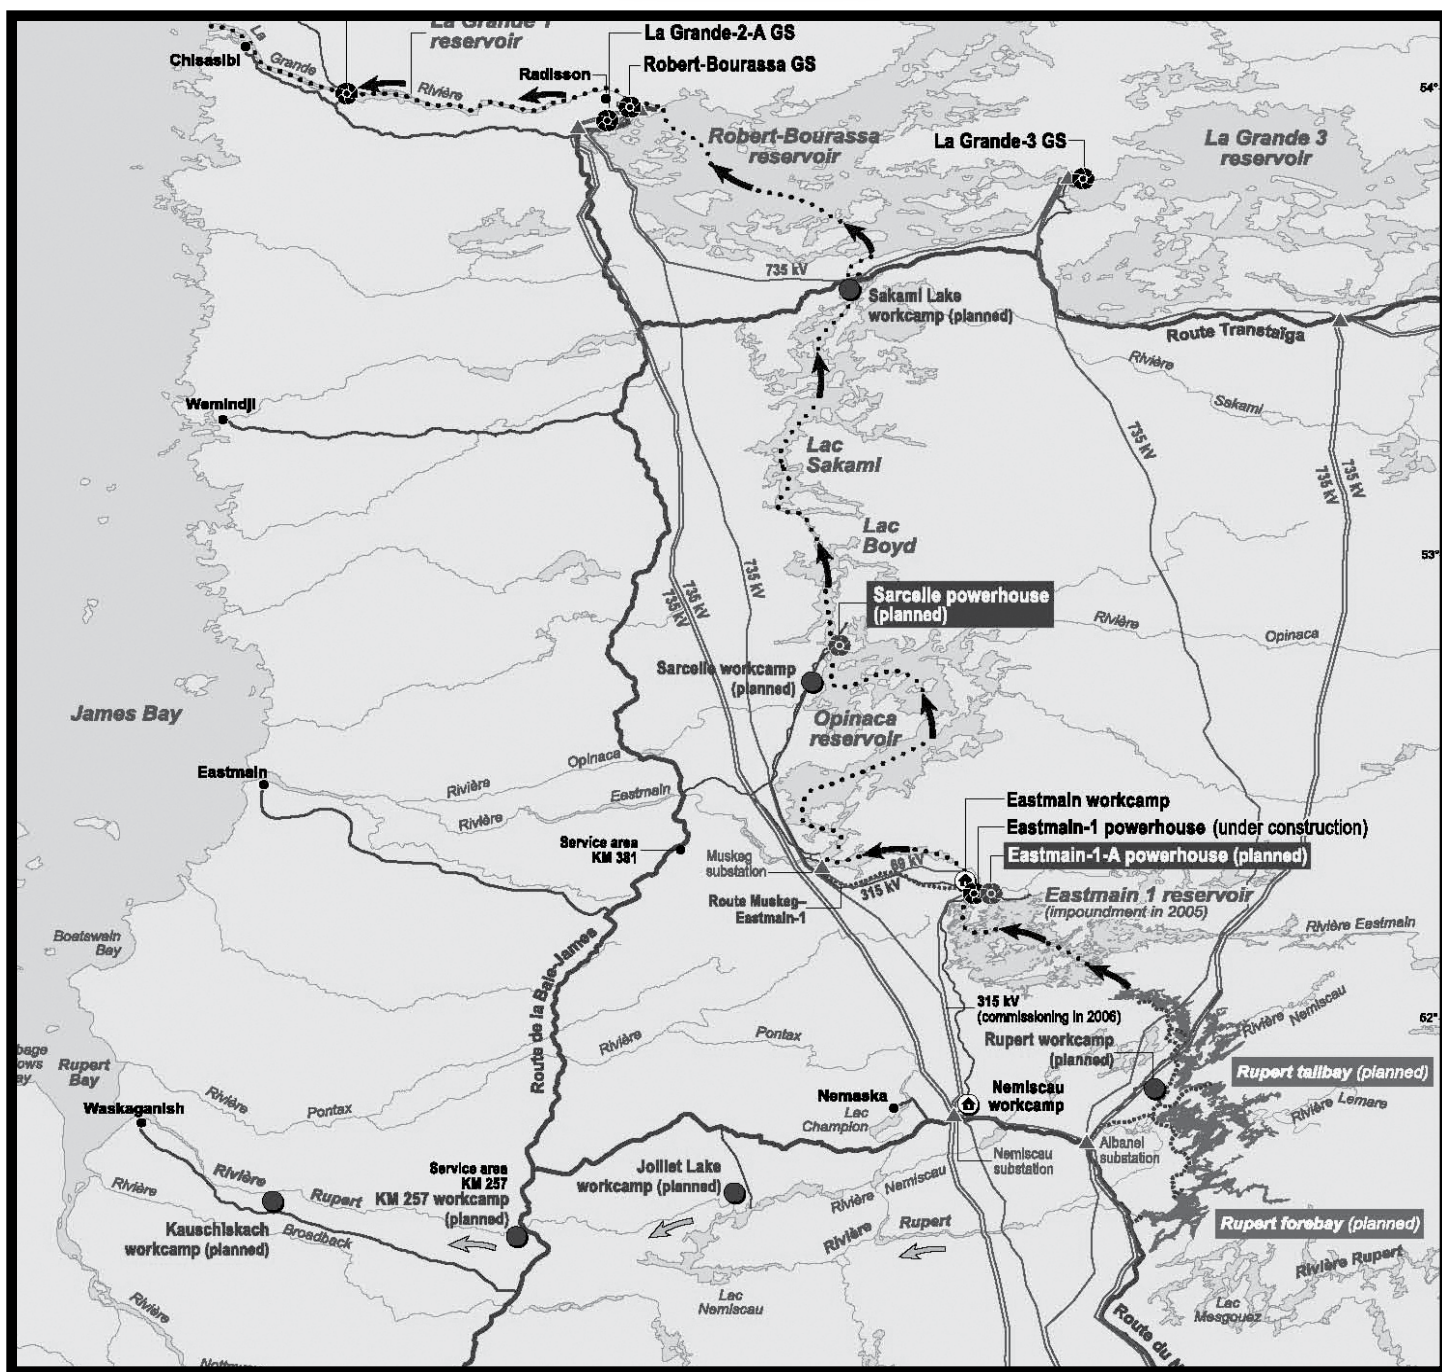 La Grande 1
reservoir
La Grande-2-A GS
Chisasibi
La
Grande
Rivière
Radisson
Robert-Bourassa GS
54°
Robert-Bourassa
reservoir
La Grande-3 GS
La Grande 3
reservoir
735 kV
Sakami Lake
workcamp (planned)
Route Transtaïga
Rivière
Sakami
Wemindji
735 kV
735 kV
735 kV
Lac
Sakami
Lac
Boyd
53°
735 kV
735 kV
735 kV
Sarcelle powerhouse
(planned)
Rivière
Opinaca
Sarcelle workcamp
(planned)
James Bay
Opinaca
reservoir
Eastmain
Rivière
Opinaca
Rivière
Eastmain
Eastmain workcamp
Eastmain-1 powerhouse (under construction)
Eastmain-1-A powerhouse (planned)
Service area
KM 381
Muskeg
substation
69 kV
315 kV
Route Muskeg–
Eastmain-1
Eastmain 1 reservoir
(impoundment in 2005)
Rivière Eastmain
Boatswain
Bay
Route de la Baie-James
315 kV
(commissioning in 2006)
Rivière Nemiscau
52°
Rivière
Pontax
Rupert workcamp
(planned)
Rupert
Bay
Rupert tailbay (planned)
Waskaganish
Rivière
Pontax
Nemaska
Lac
Champion
Nemiscau
workcamp
Rivière Lemare
Albanel
substation
Nemiscau
substation
Service area
KM 257
KM 257 workcamp
(planned)
Jolliet Lake
workcamp (planned)
Rivière Nemiscau
Rivière
Rupert
Rivière
Rupert
Rivière
Broadback
Kauschiskach
workcamp (planned)
Rupert forebay (planned)
Rivière Rupert
Lac
Nemiscau
Lac
Mesgouez
Rivière
Route du